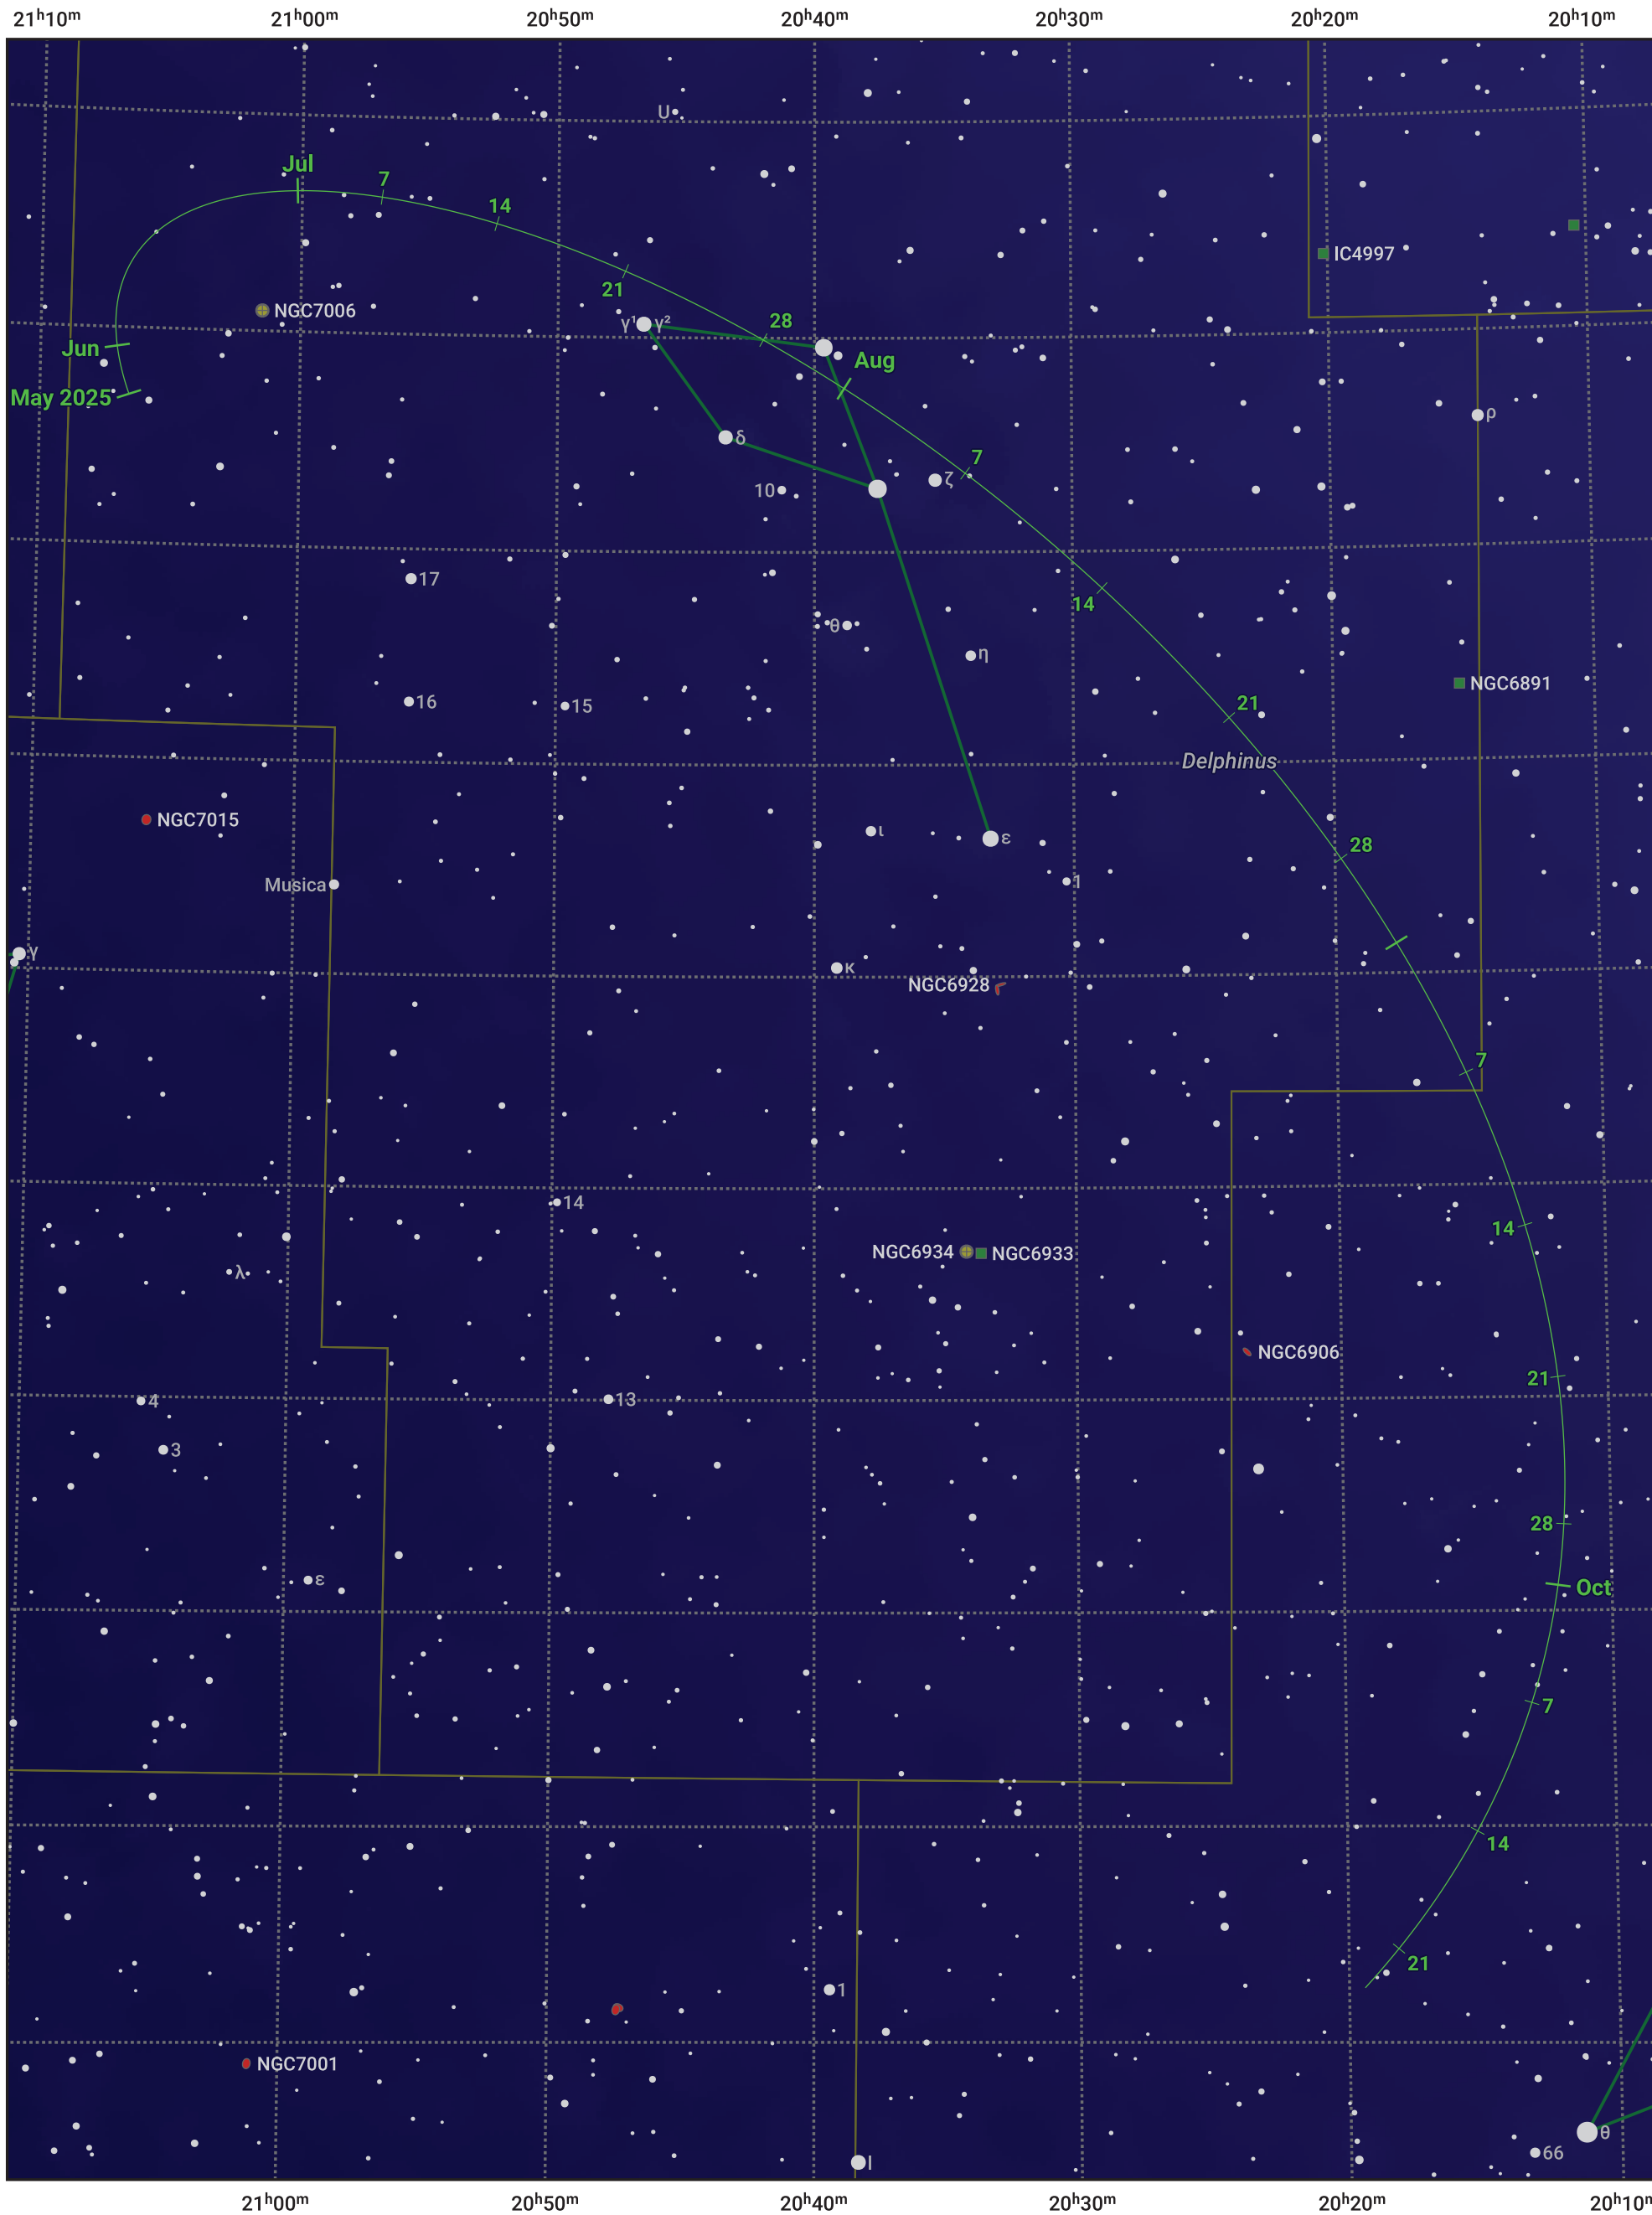 21ʰ10ᵐ 21ʰ00ᵐ 20ʰ50ᵐ 20ʰ40ᵐ 20ʰ30ᵐ 20ʰ20ᵐ 20ʰ10ᵐ
U
Jul
7
14
IC4997
21
NGC7006
γ¹ γ²
28
Jun
Aug
May 2025
ρ
δ
7
ζ
10
17
14
θ
η
NGC6891
16
15
21
Delphinus
NGC7015
ι
ε
28
Musica
1
γ
κ
NGC6928
7
14
14
NGC6934
NGC6933
λ
NGC6906
21
4
13
3
28
ε
Oct
7
14
21
1
NGC7001
θ
66
I
21ʰ00ᵐ 20ʰ50ᵐ 20ʰ40ᵐ 20ʰ30ᵐ 20ʰ20ᵐ 20ʰ10ᵐ